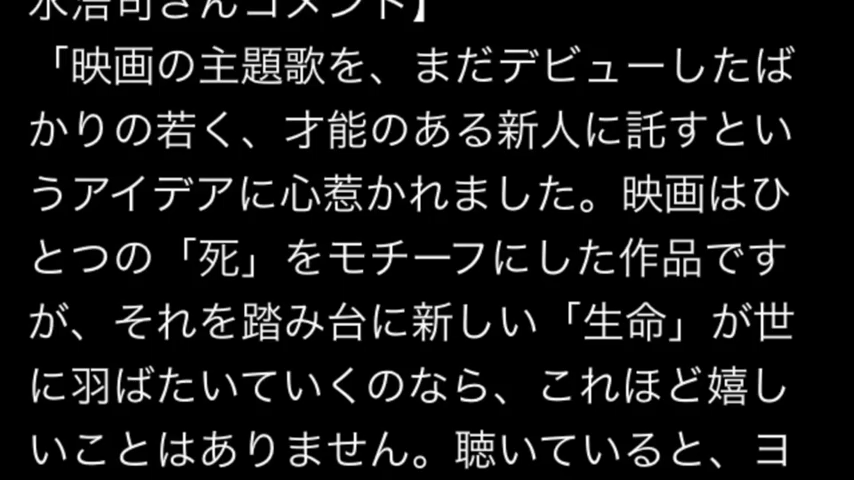 水浩司さんコメント】
「映画の主題歌を、まだデビューしたば
かりの若く、才能のある新人に託すとい
うアイデアに心惹かれました。映画はひ
とつの「死」をモチーフにした作品です
が、それを踏み台に新しい「生命」が世
に羽ばたいていくのなら、これほど嬉し
いことはありません。聴いていると、ヨ